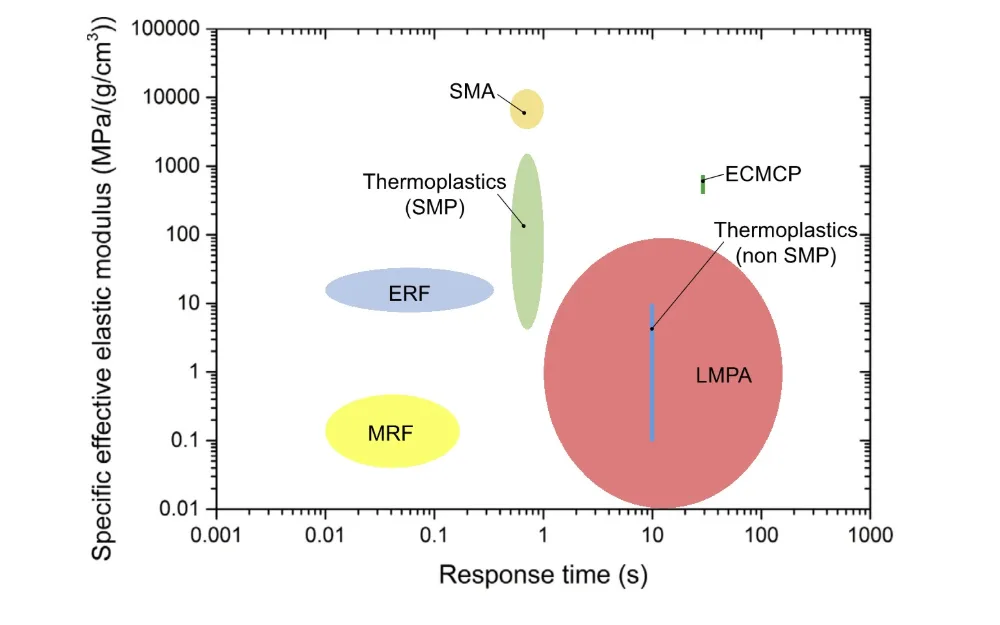 Specific effective elastic modulus (MPa/(g/cm³))
100000
10000
1000
100
10
1
0.1
0.01
SMA
Thermoplastics
(SMP)
ECMCP
Thermoplastics
(non SMP)
ERF
LMPA
MRF
0.001
0.01
0.1
1
10
100
1000
Response time (s)